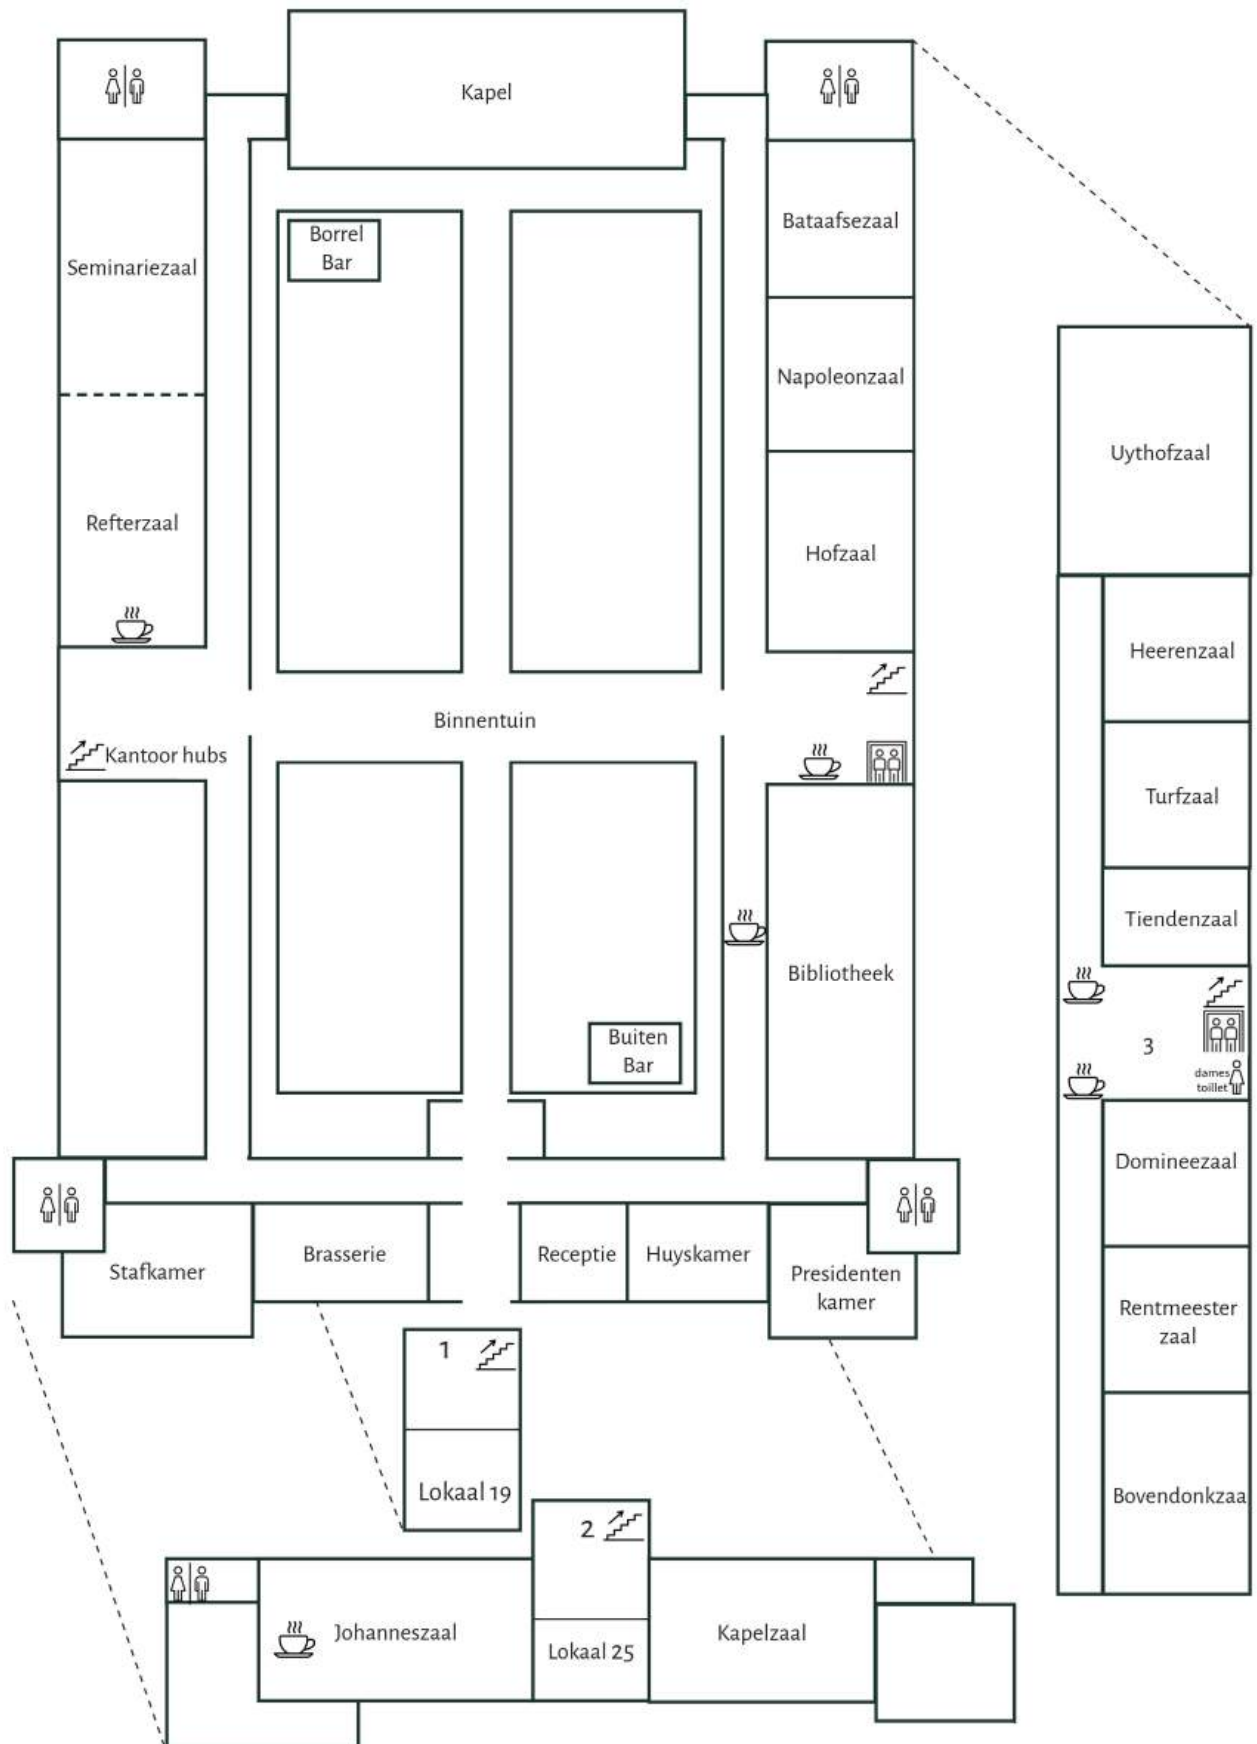 Kapel
Borrel
Bar
Bataafsezaal
Seminariezaal
Napoleonzaal
Uythofzaal
Refterzaal
Hofzaal
Heerenzaal
Binnentuin
Kantoor hubs
Turfzaal
Tiendenzaal
Bibliotheek
Buiten
Bar
3
dames
toillet
Domineezaal
Stafkamer
Brasserie
Receptie
Huyskamer
Presidenten
kamer
Rentmeester
zaal
1
Lokaal 19
Bovendonkzaa
2
Johanneszaal
Lokaal 25
Kapelzaal